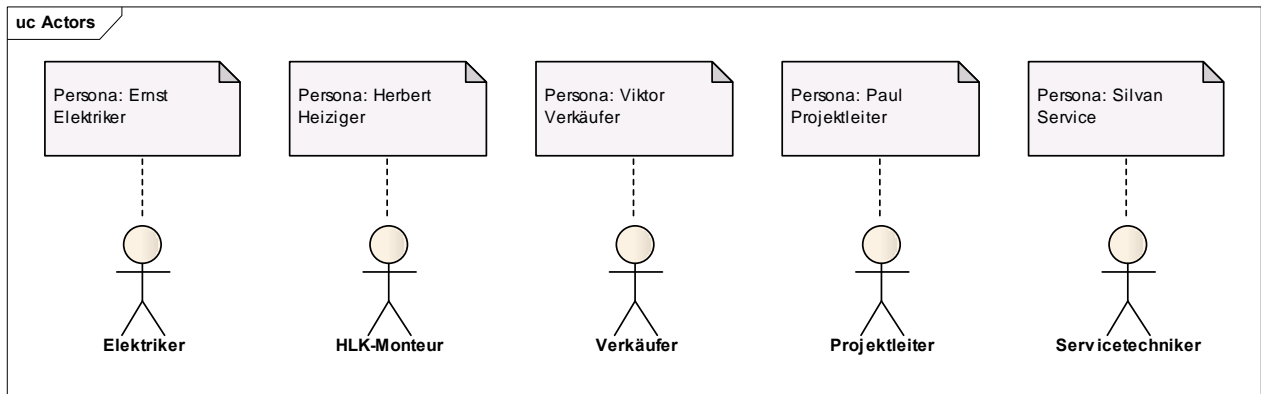 uc Actors
Persona: Ernst
Elektriker
Persona: Herbert
Heiziger
Persona: Viktor
Verkäufer
Persona: Paul
Projektleiter
Persona: Silvan
Service
Elektriker
HLK-Monteur
Verkäufer
Projektleiter
Servicetechniker